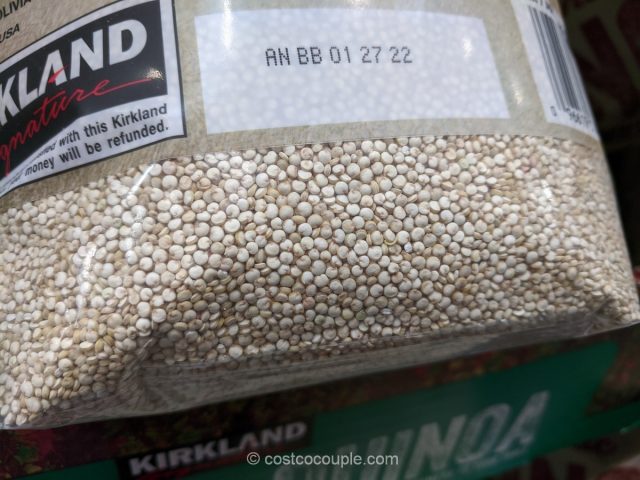 OLIVIA
USA
KIRKLAND
Signature
with this Kirkland
money will be refunded.
AN BB 01 27 22
KIRKLAND
QUINOA
© costcocouple.com